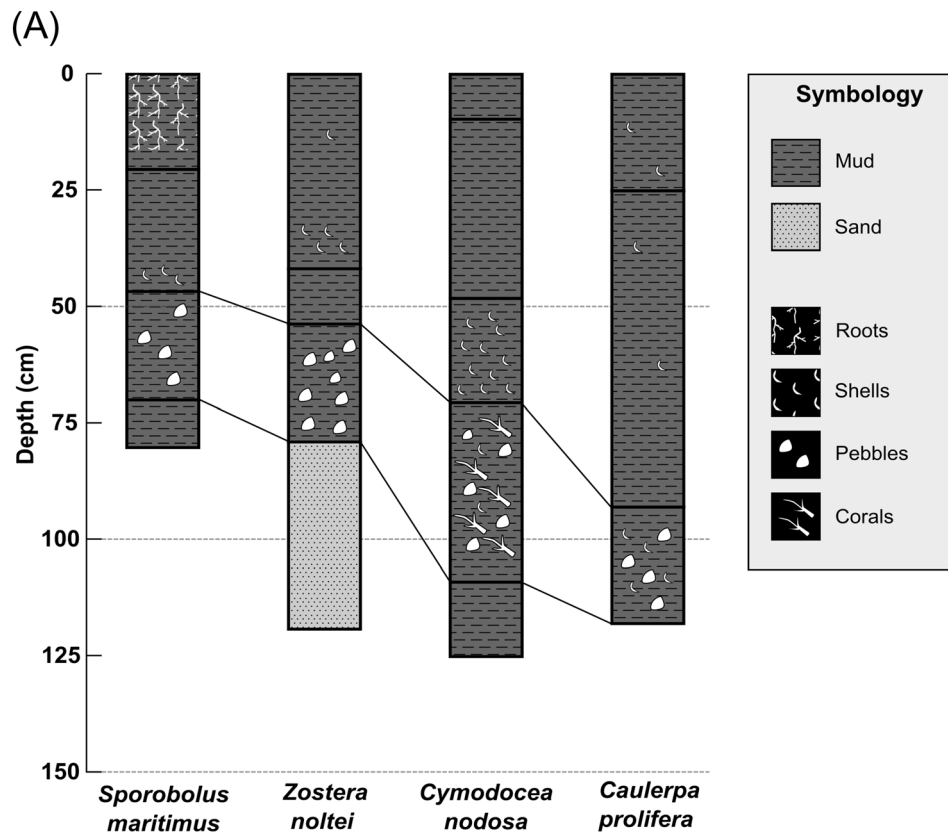 (A)
0
25
50
75
100
125
150
Depth (cm)
Sporobolus
maritimus
Zostera
noltei
Cymodocea
nodosa
Caulerpa
prolifera
Symbology
Mud
Sand
Roots
Shells
Pebbles
Corals